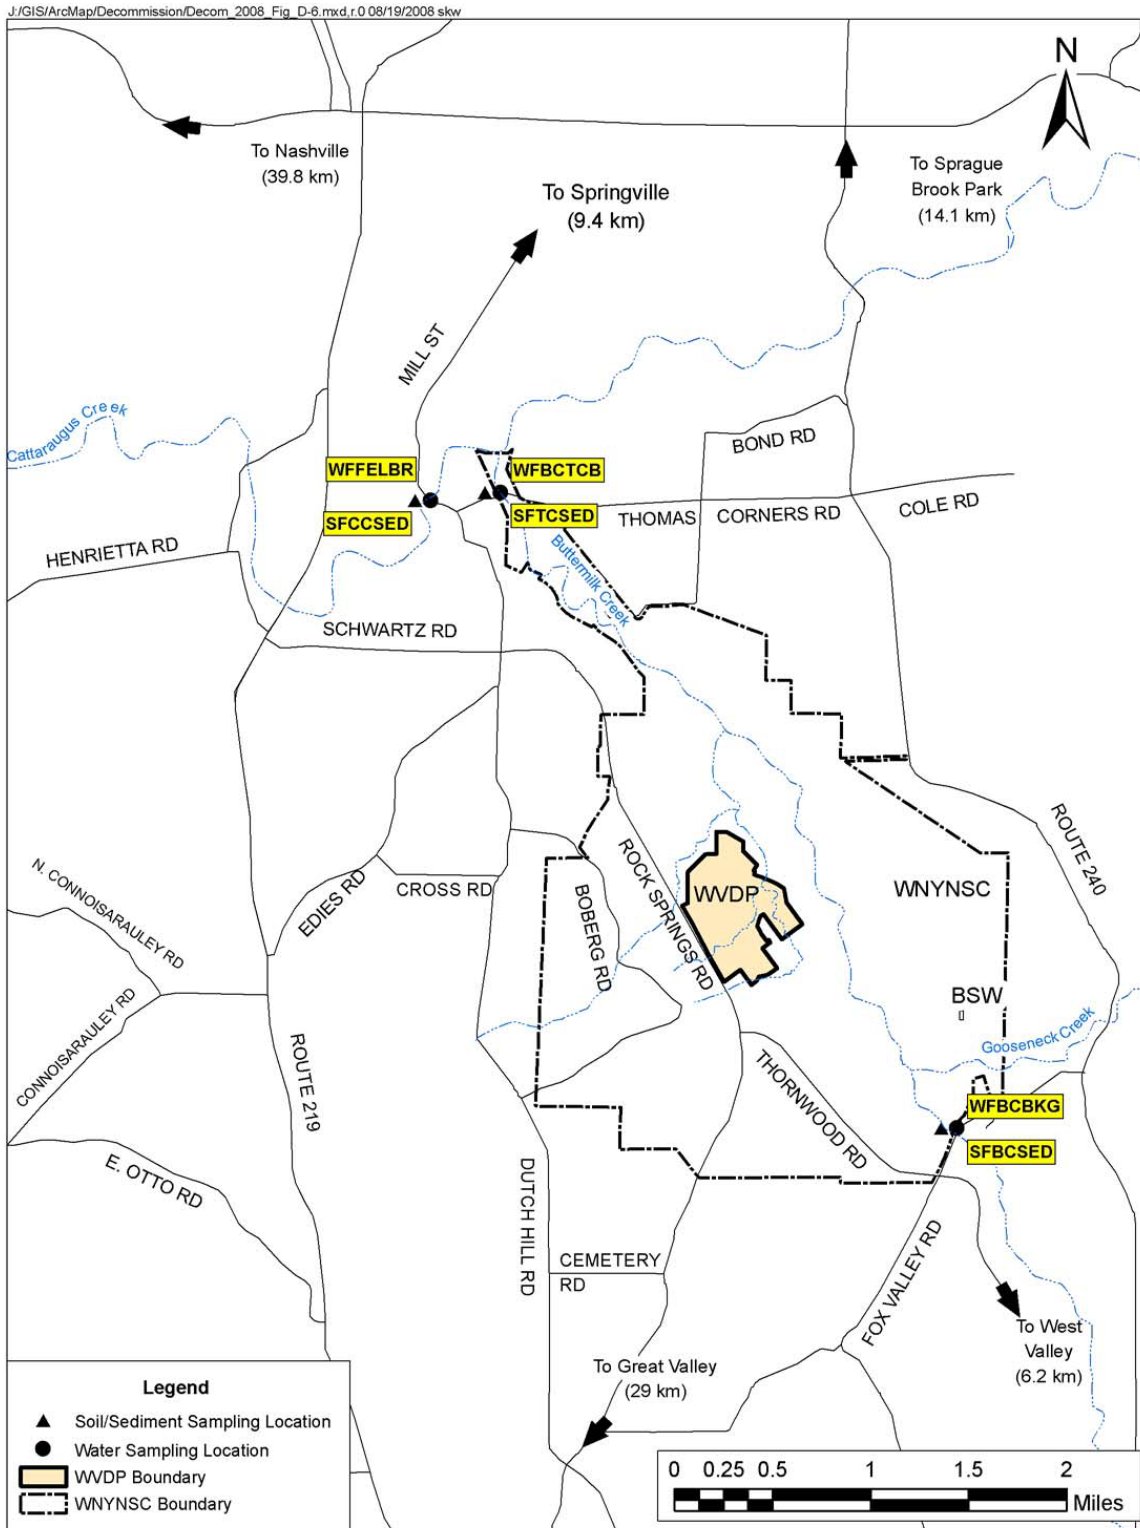 J:/GIS/ArcMap/Decommission/Decom_2008_Fig_D-6.mxd,r.0 08/19/2008 skw
N
To Nashville
(39.8 km)
To Springville
(9.4 km)
To Sprague
Brook Park
(14.1 km)
MILL ST
Cattaraugus Creek
BOND RD
WFFELBR
WFBCTCB
SFCCSED
SFTCSED
THOMAS
CORNERS RD
COLE RD
HENRIETTA RD
Buttermilk Creek
SCHWARTZ RD
ROUTE 240
N. CONNOISARAULEY RD
EDIES RD
CROSS RD
BOBERG RD
ROCK SPRINGS RD
WVDP
WNYNSC
BSW
CONNOISARAULEY RD
ROUTE 219
Gooseneck Creek
THORNWOOD RD
WFBCBKG
SFBCSED
E. OTTO RD
DUTCH HILL RD
CEMETERY
RD
FOX VALLEY RD
To West
Valley
(6.2 km)
To Great Valley
(29 km)
Legend
Soil/Sediment Sampling Location
Water Sampling Location
WVDP Boundary
WNYNSC Boundary
0 0.25 0.5 1 1.5 2
Miles